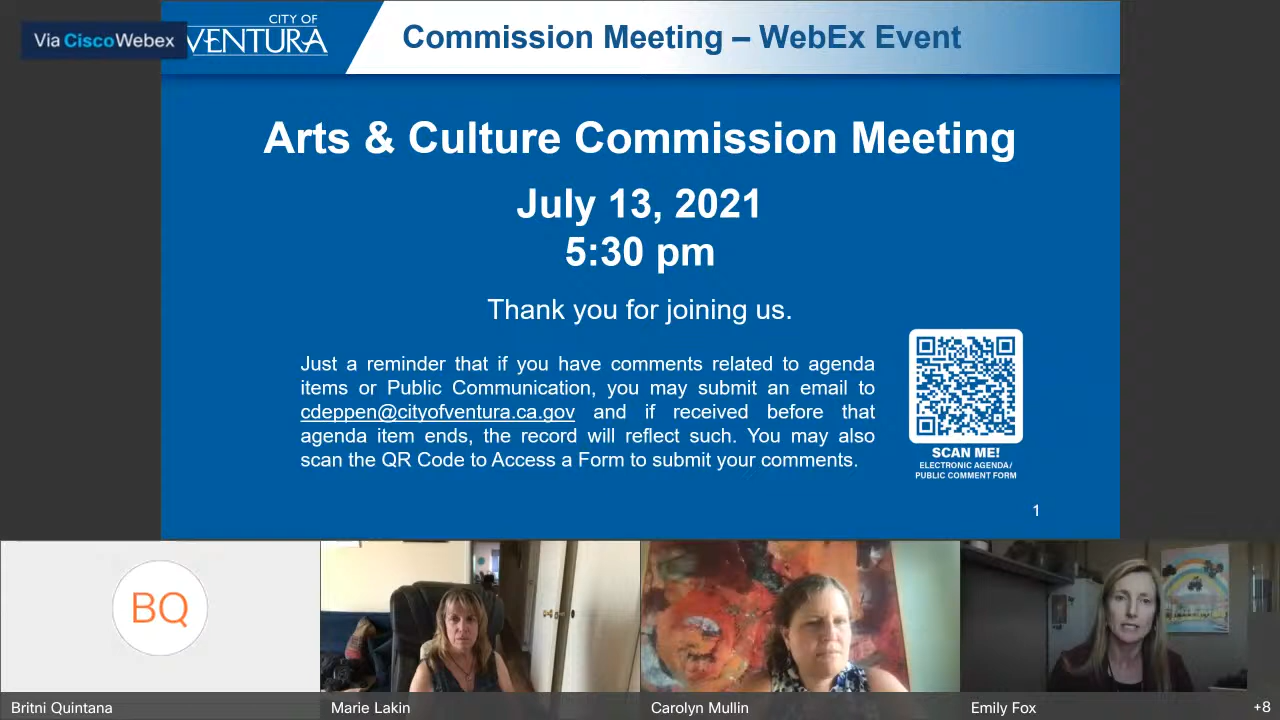 Via Cisco Webex
CITY OF
VENTURA
Commission Meeting – WebEx Event
Arts & Culture Commission Meeting
July 13, 2021
5:30 pm
Thank you for joining us.
Just a reminder that if you have comments related to agenda
items or Public Communication, you may submit an email to
cdeppen@cityofventura.ca.gov and if received before that
agenda item ends, the record will reflect such. You may also
scan the QR Code to Access a Form to submit your comments.
SCAN ME!
ELECTRONIC AGENDA/
PUBLIC COMMENT FORM
1
BQ
Britni Quintana
Marie Lakin
Carolyn Mullin
Emily Fox
+8